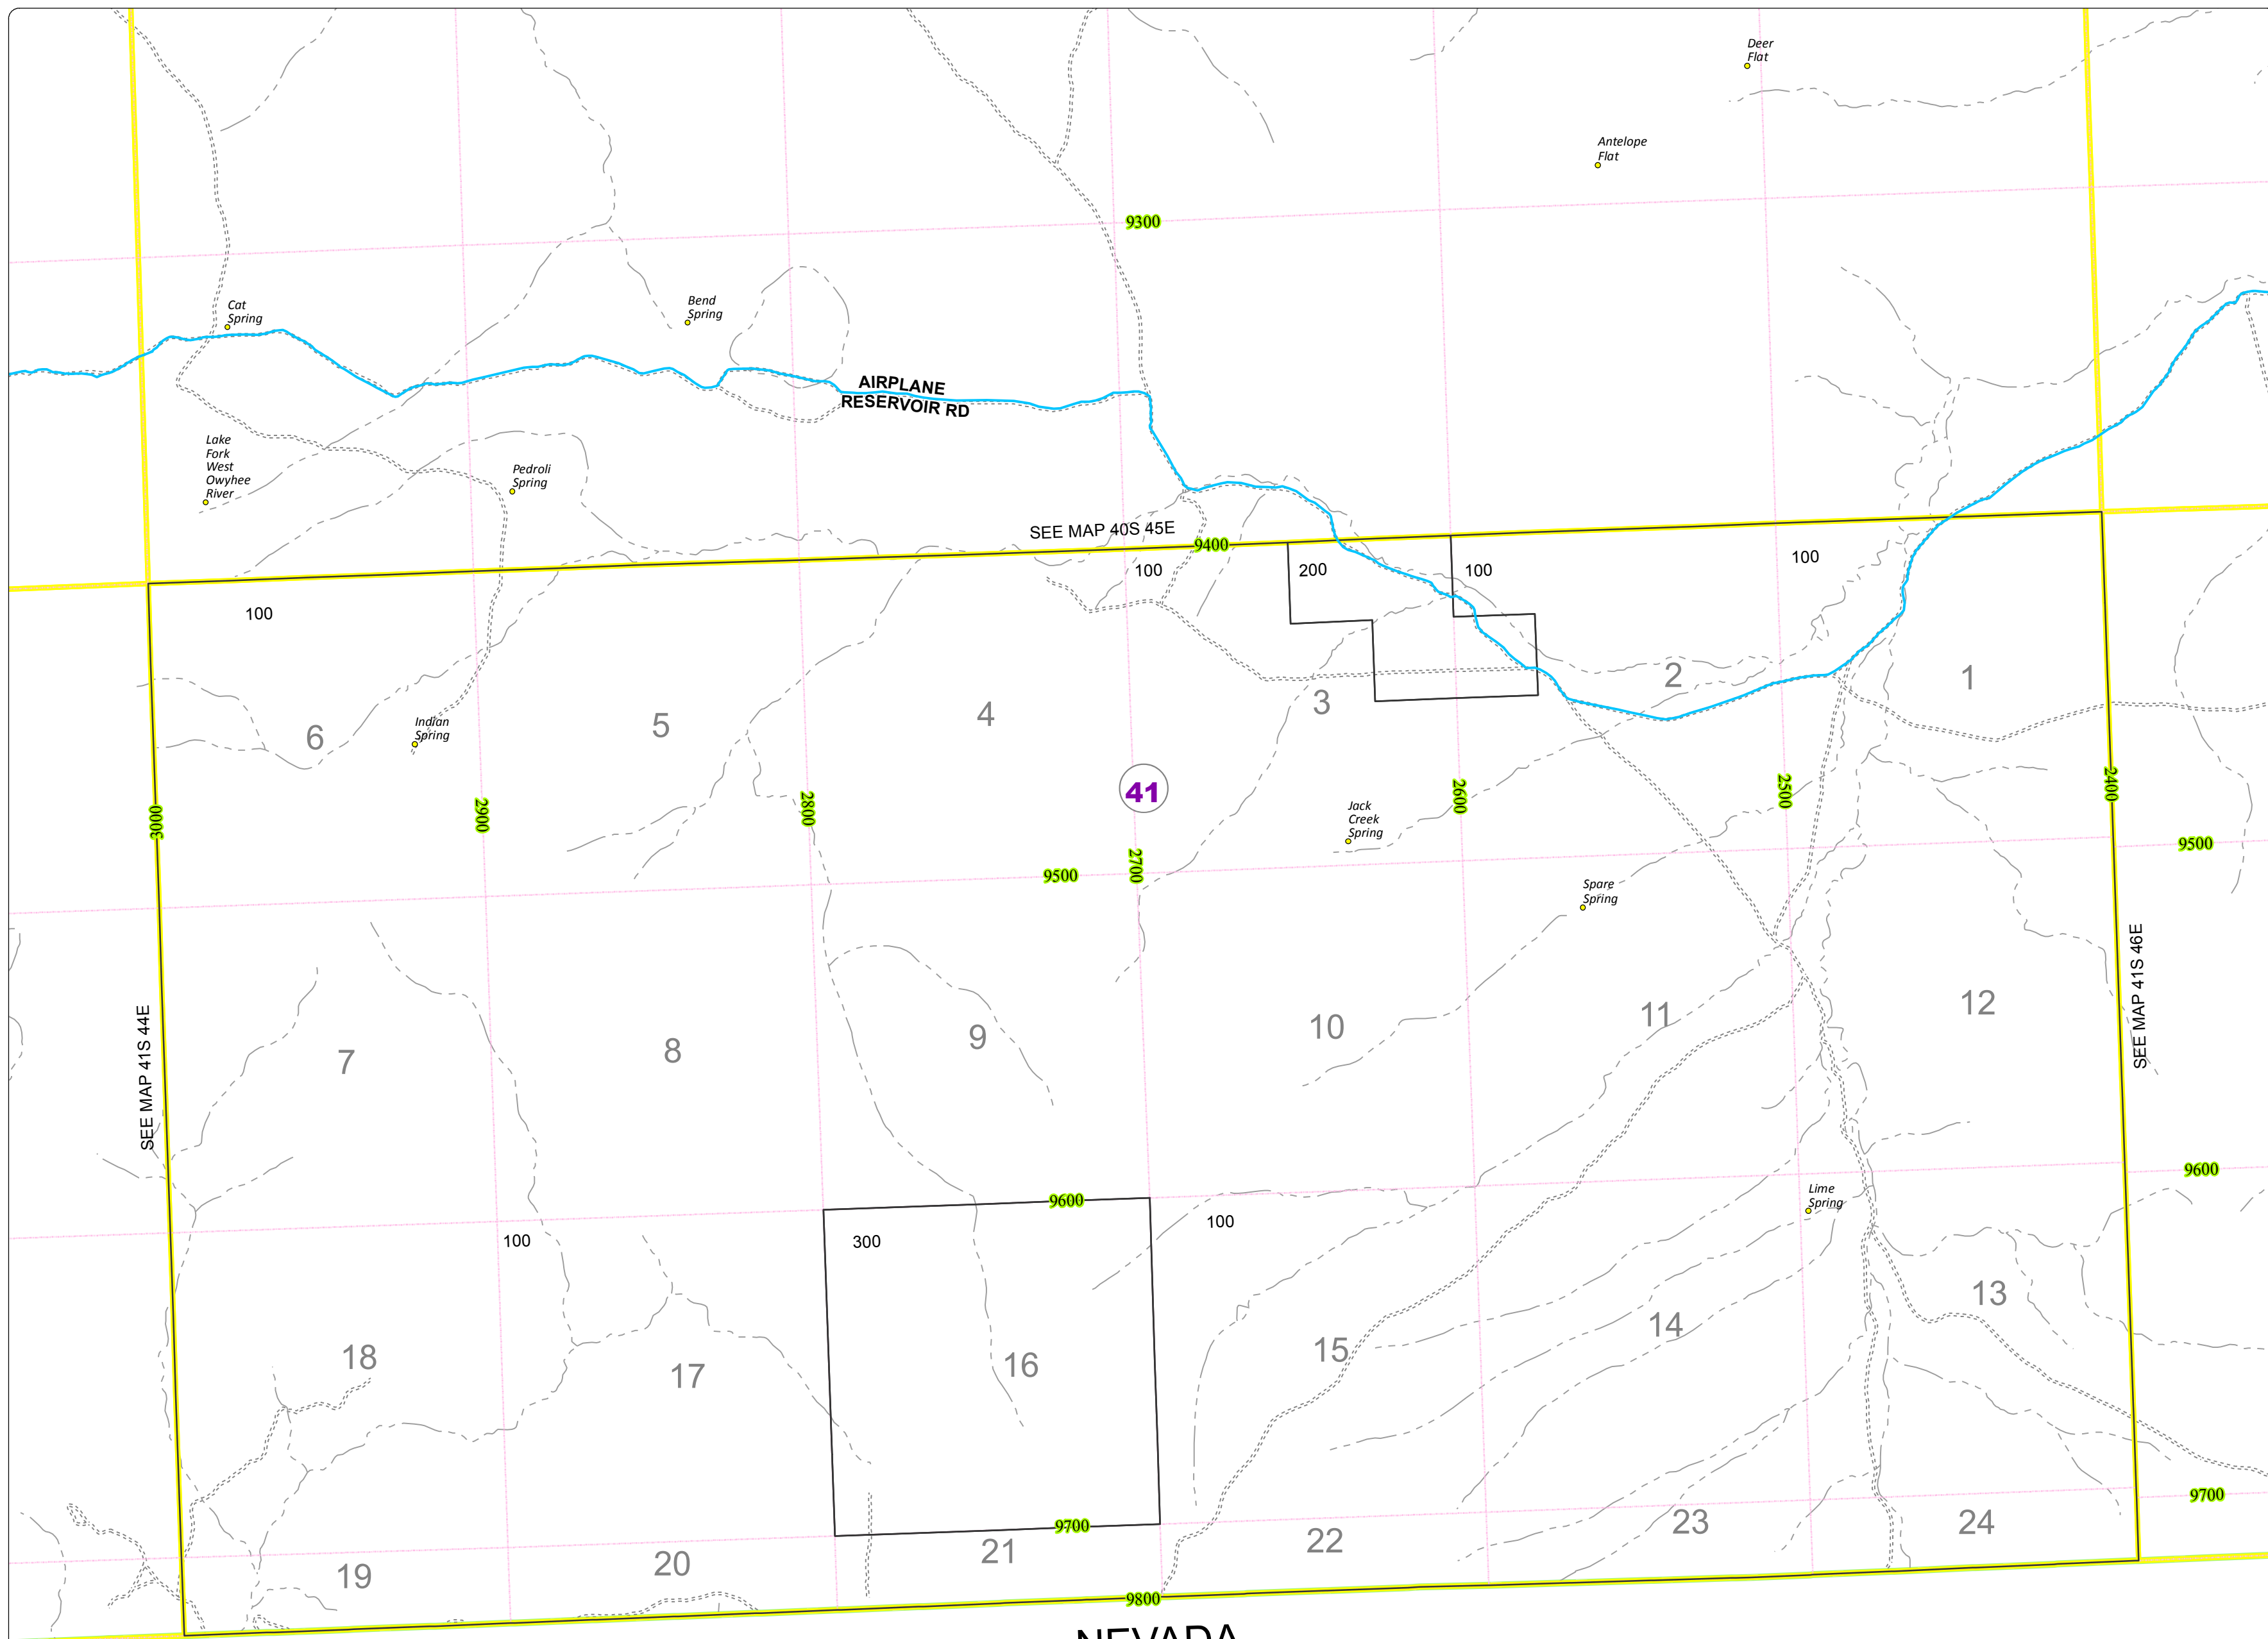 Deer
Flat
Antelope
Flat
9300
Cat
Spring
Bend
Spring
AIRPLANE
RESERVOIR RD
Lake
Fork
West
Owyhee
River
Pedroli
Spring
SEE MAP 40S 45E
9400
100
200
100
100
100
6
Indian
Spring
5
4
3
2
1
41
3000
2900
2800
2700
2600
2500
2400
Jack
Creek
Spring
9500
9500
Spare
Spring
SEE MAP 41S 44E
SEE MAP 41S 46E
7
8
9
10
11
12
9600
9600
Lime
Spring
100
300
100
18
17
16
15
14
13
9700
9700
19
20
21
22
23
24
9800
NEVADA